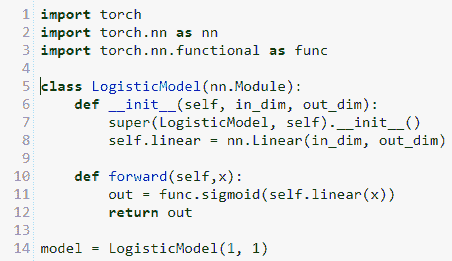 1 import torch
2 import torch.nn as nn
3 import torch.nn.functional as func
4
5 class LogisticModel(nn.Module):
6     def __init__(self, in_dim, out_dim):
7         super(LogisticModel, self).__init__()
8         self.linear = nn.Linear(in_dim, out_dim)
9
10     def forward(self,x):
11         out = func.sigmoid(self.linear(x))
12         return out
13
14 model = LogisticModel(1, 1)